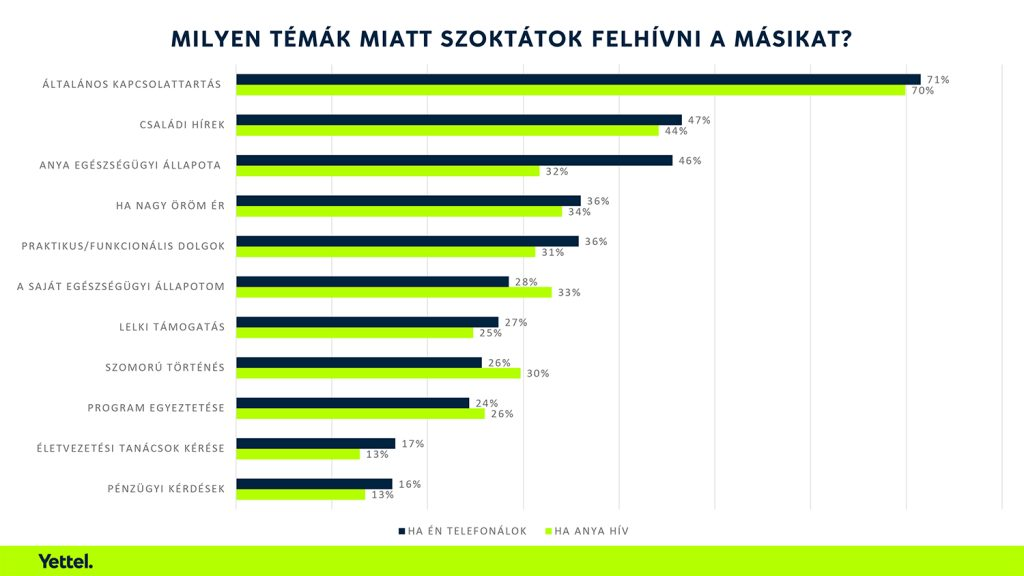 MILYEN TÉMÁK MIATT SZOKTÁTOK FELHÍVNI A MÁSIKAT?
ÁLTALÁNOS KAPCSOLATTARTÁS
71%
70%
CSALÁDI HÍREK
47%
44%
ANYA EGÉSZSÉGÜGYI ÁLLAPOTA
46%
32%
HA NAGY ÖRÖM ÉR
36%
34%
PRAKTIKUS/FUNKCIONÁLIS DOLGOK
36%
31%
A SAJÁT EGÉSZSÉGÜGYI ÁLLAPOTOM
28%
33%
LELKI TÁMOGATÁS
27%
25%
SZOMORÚ TÖRTÉNÉS
26%
30%
PROGRAM EGYEZTETÉSE
24%
26%
ÉLETVEZETÉSI TANÁCSOK KÉRÉSE
17%
13%
PÉNZÜGYI KÉRDÉSEK
16%
13%
HA ÉN TELEFONÁLOK HA ANYA HÍV
Yettel.